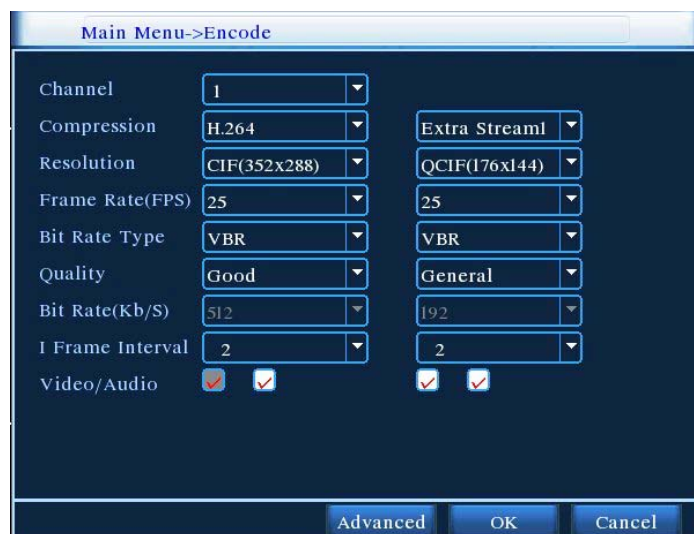 Main Menu->Encode
Channel 1
Compression H.264 Extra Stream1
Resolution CIF(352x288) QCIF(176x144)
Frame Rate(FPS) 25 25
Bit Rate Type VBR VBR
Quality Good General
Bit Rate(Kb/S) 512 192
I Frame Interval 2 2
Video/Audio
Advanced OK Cancel